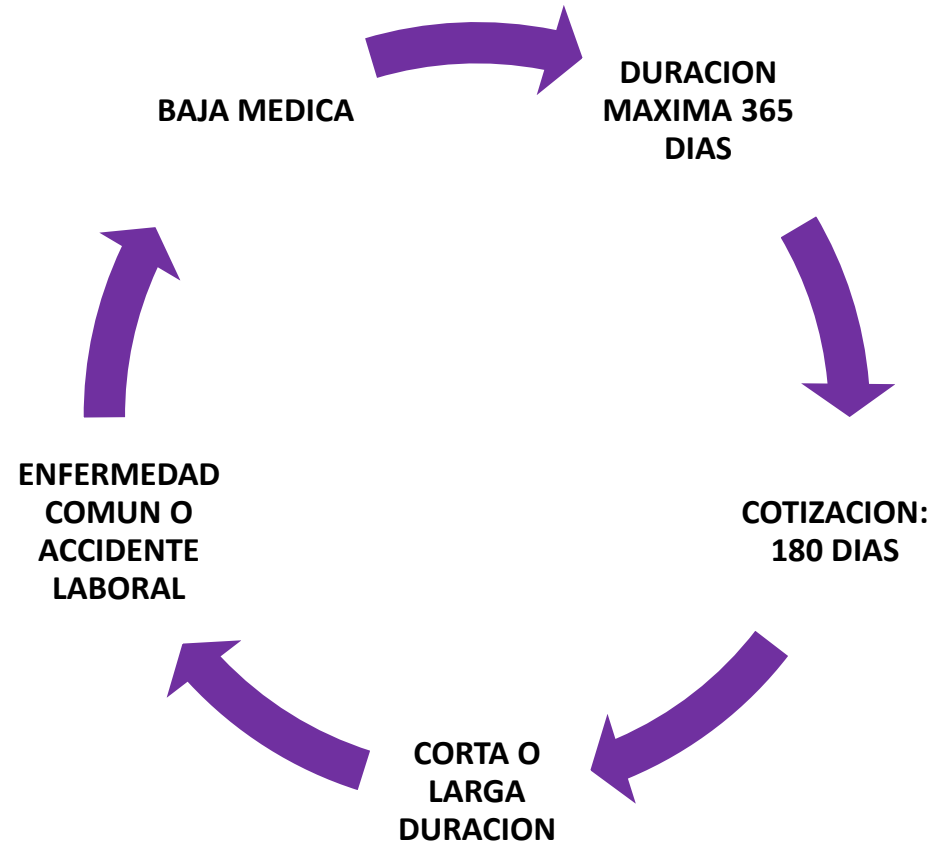 BAJA MEDICA
DURACION
MAXIMA 365
DIAS
COTIZACION:
180 DIAS
CORTA O
LARGA
DURACION
ENFERMEDAD
COMUN O
ACCIDENTE
LABORAL